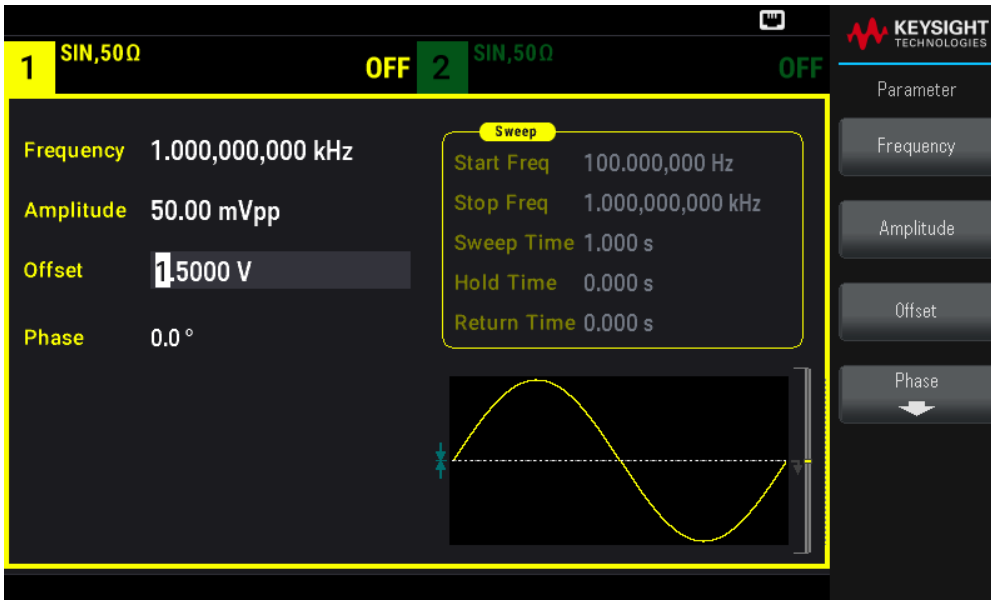 KEYSIGHT
TECHNOLOGIES
1 SIN,50Ω OFF
2 SIN,50Ω OFF
Parameter
Frequency 1.000,000,000 kHz
Amplitude 50.00 mVpp
Offset 1.5000 V
Phase 0.0 °
Sweep
Start Freq 100.000,000 Hz
Stop Freq 1.000,000,000 kHz
Sweep Time 1.000 s
Hold Time 0.000 s
Return Time 0.000 s
Frequency
Amplitude
Offset
Phase